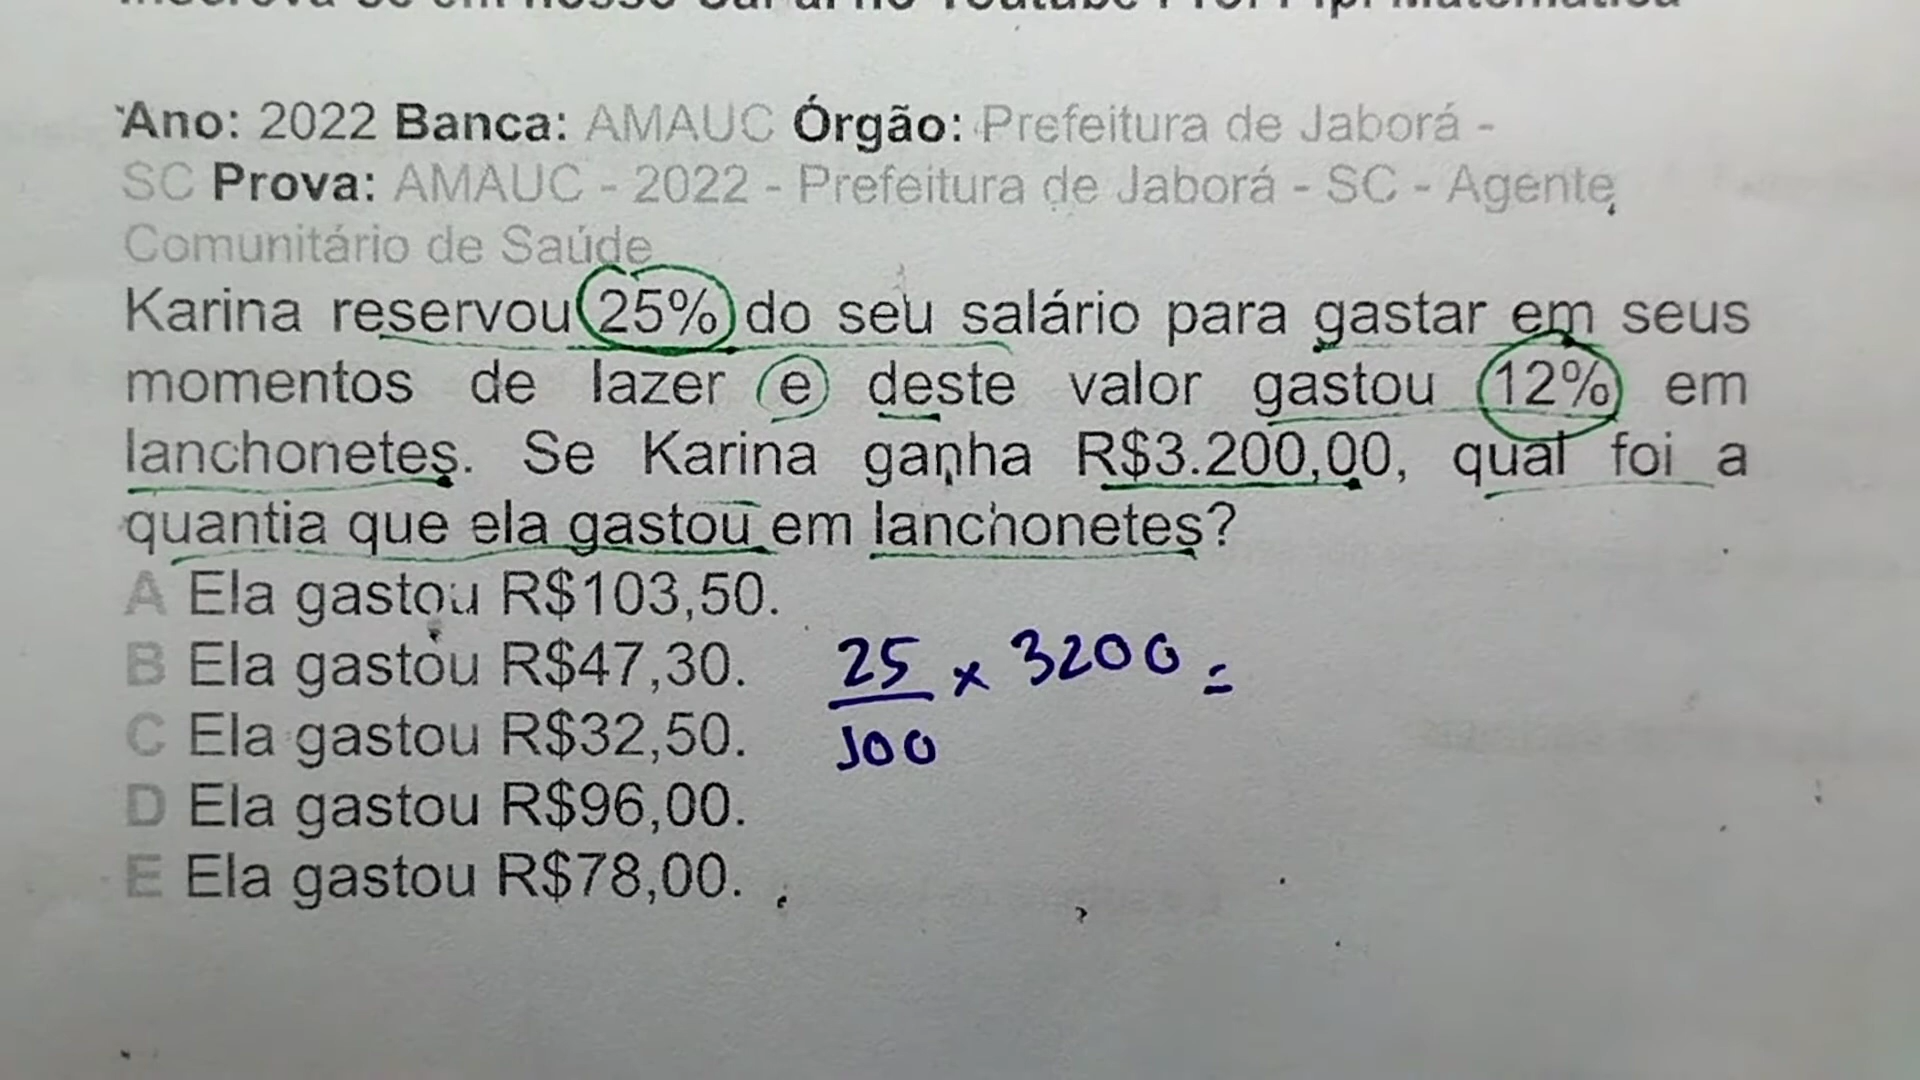 Ano: 2022 Banca: AMAUC Órgão: Prefeitura de Jaborá -
SC Prova: AMAUC - 2022 - Prefeitura de Jaborá - SC - Agente
Comunitário de Saúde
Karina reservou 25% do seu salário para gastar em seus
momentos de lazer e deste valor gastou 12% em
lanchonetes. Se Karina ganha R$3.200,00, qual foi a
quantia que ela gastou em lanchonetes?
A Ela gastou R$103,50.
B Ela gastou R$47,30.
C Ela gastou R$32,50.
D Ela gastou R$96,00.
E Ela gastou R$78,00.
25 x 3200 =
100